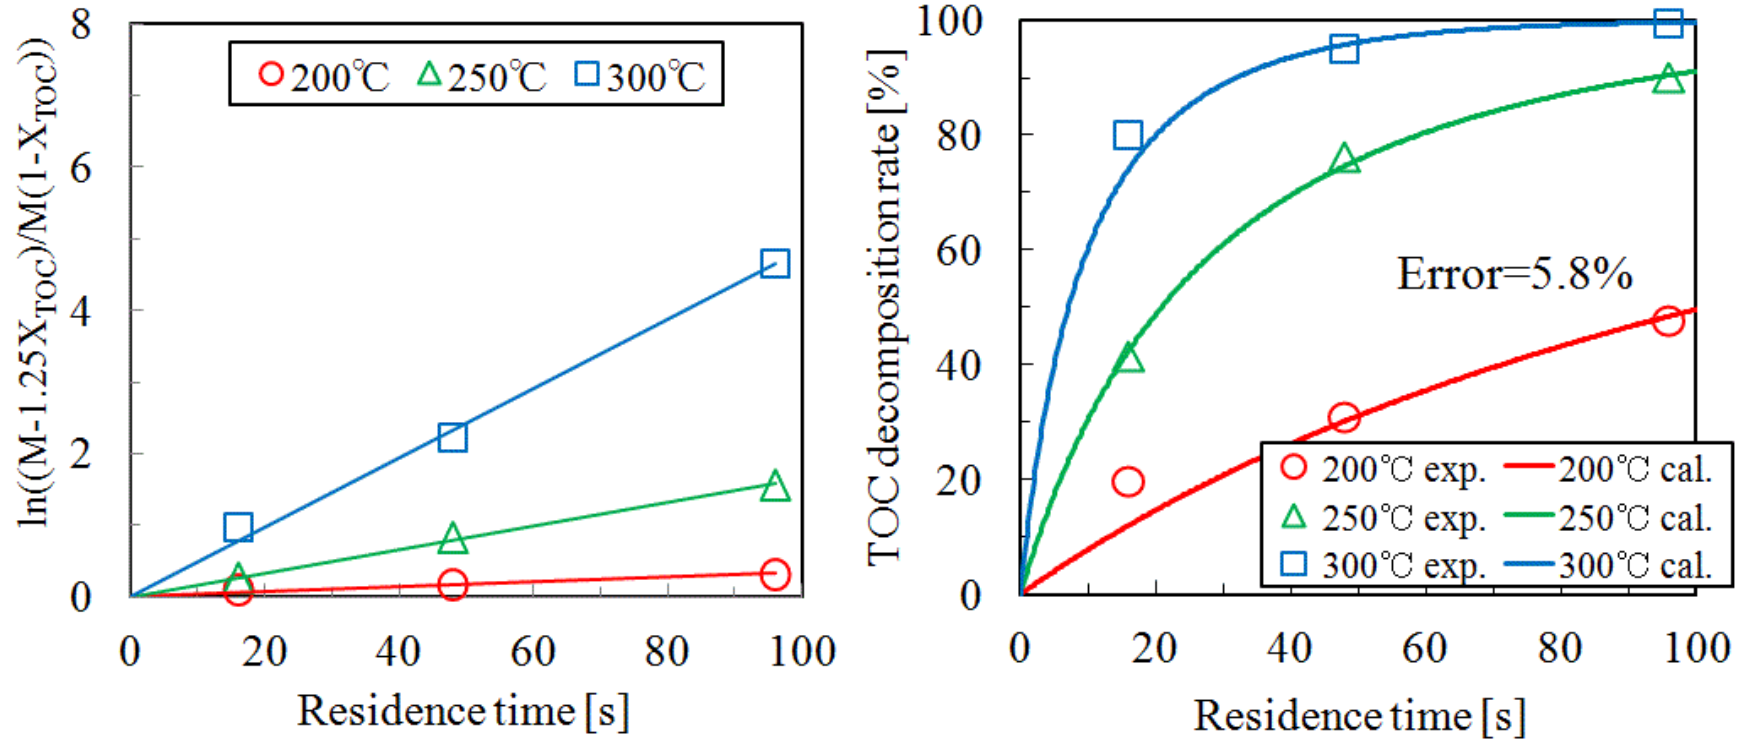 ln((M-1.25X_TOC)/M(1-X_TOC))
8
6
4
2
0
200℃ 250℃ 300℃
0 20 40 60 80 100
Residence time [s]
TOC decomposition rate [%]
100
80
60
40
20
0
Error=5.8%
200℃ exp. 200℃ cal.
250℃ exp. 250℃ cal.
300℃ exp. 300℃ cal.
0 20 40 60 80 100
Residence time [s]